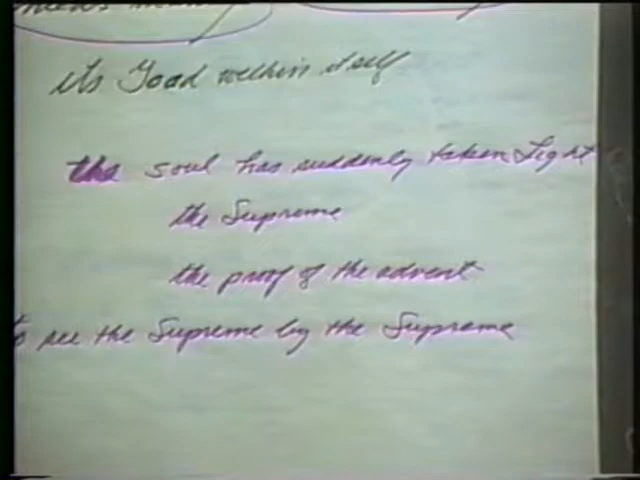 its Good within itself
the soul has suddenly taken Light
the Supreme
the proof of the advent
to see the Supreme by the Supreme